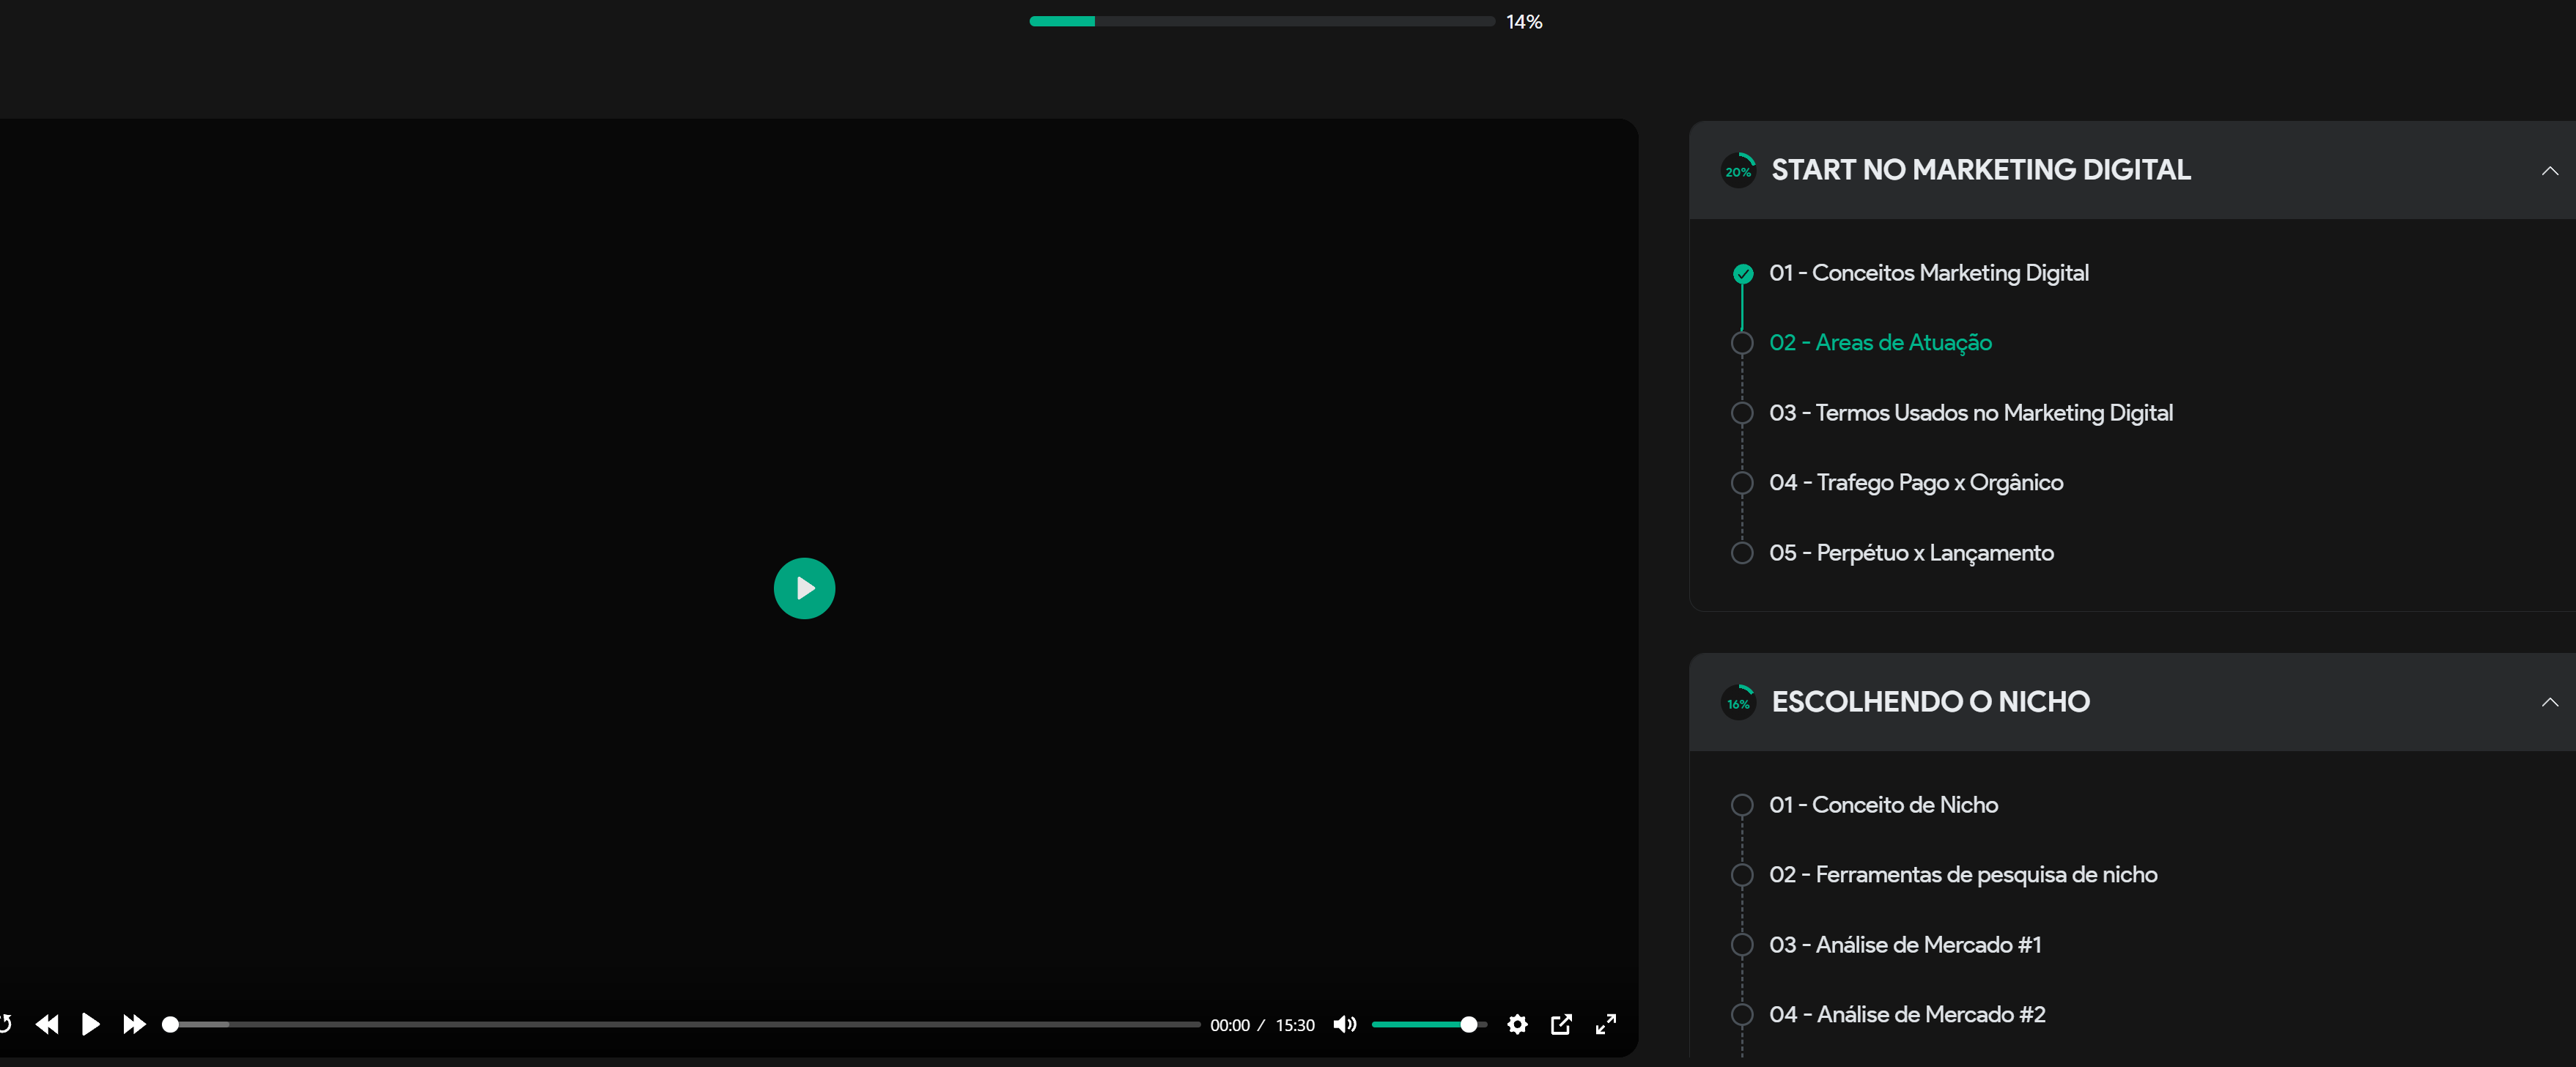 14%
20% START NO MARKETING DIGITAL
01 - Conceitos Marketing Digital
02 - Areas de Atuação
03 - Termos Usados no Marketing Digital
04 - Trafego Pago x Orgânico
05 - Perpétuo x Lançamento
16% ESCOLHENDO O NICHO
01 - Conceito de Nicho
02 - Ferramentas de pesquisa de nicho
03 - Análise de Mercado #1
04 - Análise de Mercado #2
00:00 / 15:30